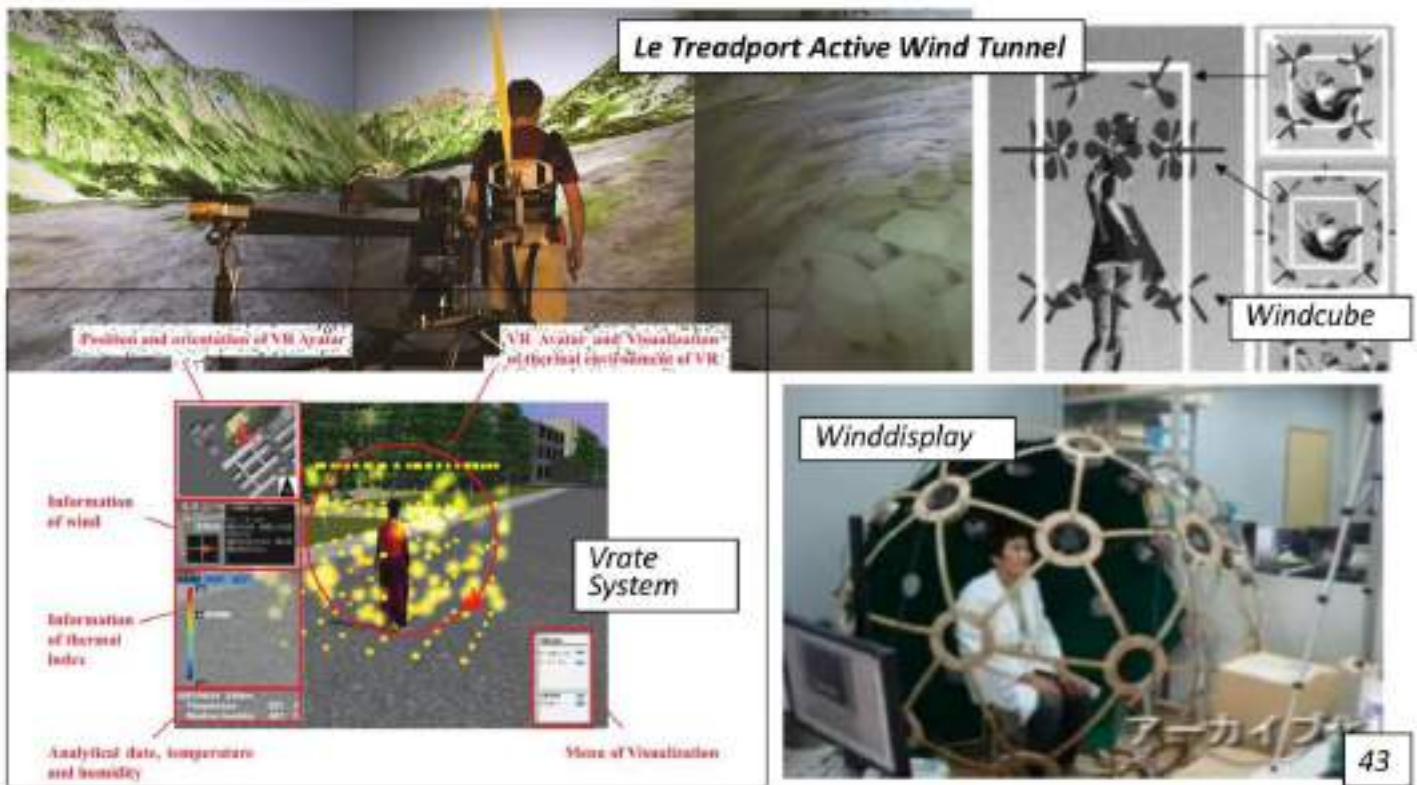 Le Treadport Active Wind Tunnel
Windcube
Position and orientation of VR Avatar
VR Avatar and Visualization
of thermal environment of VR
Information
of wind
Information
of thermal
index
Analytical date, temperature
and humidity
Menu of Visualization
Vrate
System
Winddisplay
アーカイブ
43